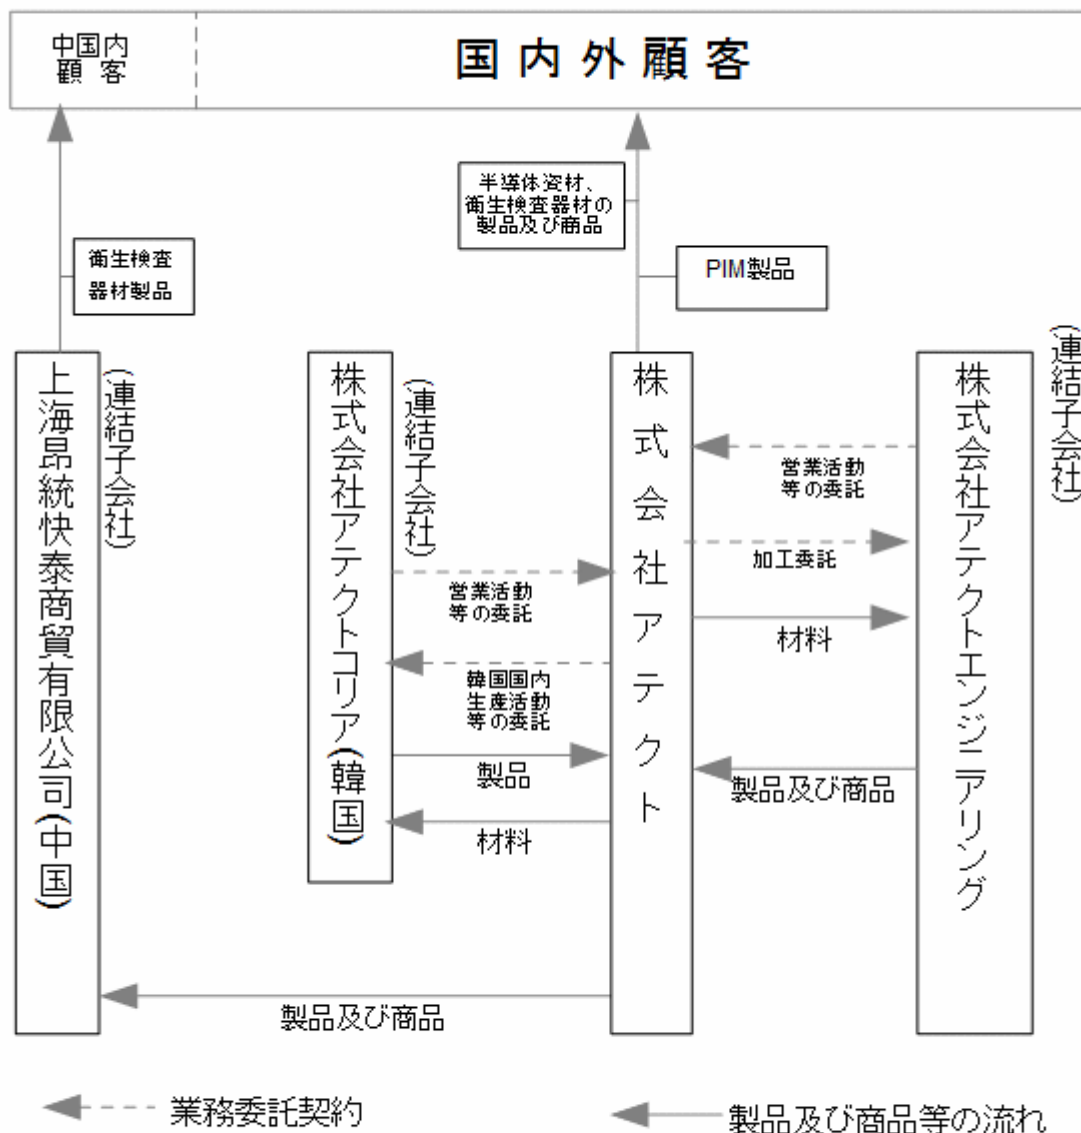 中国内
顧 客
国内外顧客
半導体資材、
衛生検査器材の
製品及び商品
衛生検査
器材製品
PIM製品
上海昂統快泰商貿有限公司(中国)
(連結子会社)
株式会社アテクトコリア(韓国)
(連結子会社)
株式会社アテクト
株式会社アテクトエンジニアリング
(連結子会社)
営業活動
等の委託
加工委託
材料
製品及び商品
営業活動
等の委託
韓国国内
生産活動
等の委託
製品
材料
製品及び商品
業務委託契約
製品及び商品等の流れ